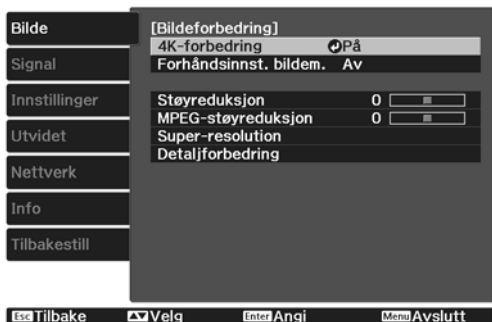 Bilde
Signal
Innstillinger
Utvidet
Nettverk
Info
Tilbakestill
[Bildeforbedring]
4K-forbedring På
Forhåndsinnst. bildem. Av
Støyreduksjon 0
MPEG-støyreduksjon 0
Super-resolution
Detaljforbedring
Esc Tilbake Velg Enter Angi Menu Avslutt